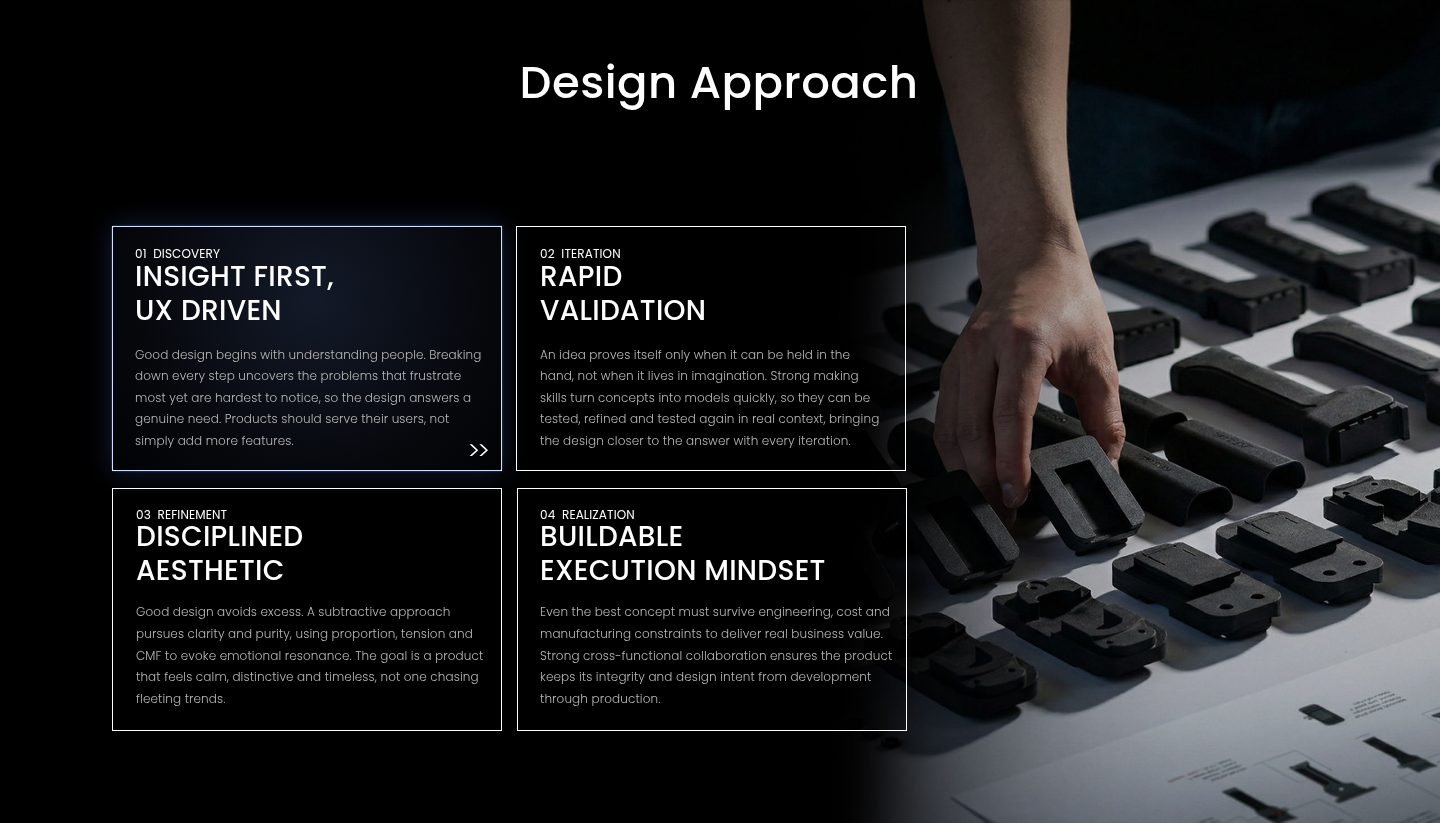 Design Approach
01 DISCOVERY
INSIGHT FIRST,
UX DRIVEN
Good design begins with understanding people. Breaking
down every step uncovers the problems that frustrate
most yet are hardest to notice, so the design answers a
genuine need. Products should serve their users, not
simply add more features.
>>
02 ITERATION
RAPID
VALIDATION
An idea proves itself only when it can be held in the
hand, not when it lives in imagination. Strong making
skills turn concepts into models quickly, so they can be
tested, refined and tested again in real context, bringing
the design closer to the answer with every iteration.
03 REFINEMENT
DISCIPLINED
AESTHETIC
Good design avoids excess. A subtractive approach
pursues clarity and purity, using proportion, tension and
CMF to evoke emotional resonance. The goal is a product
that feels calm, distinctive and timeless, not one chasing
fleeting trends.
04 REALIZATION
BUILDABLE
EXECUTION MINDSET
Even the best concept must survive engineering, cost and
manufacturing constraints to deliver real business value.
Strong cross-functional collaboration ensures the product
keeps its integrity and design intent from development
through production.